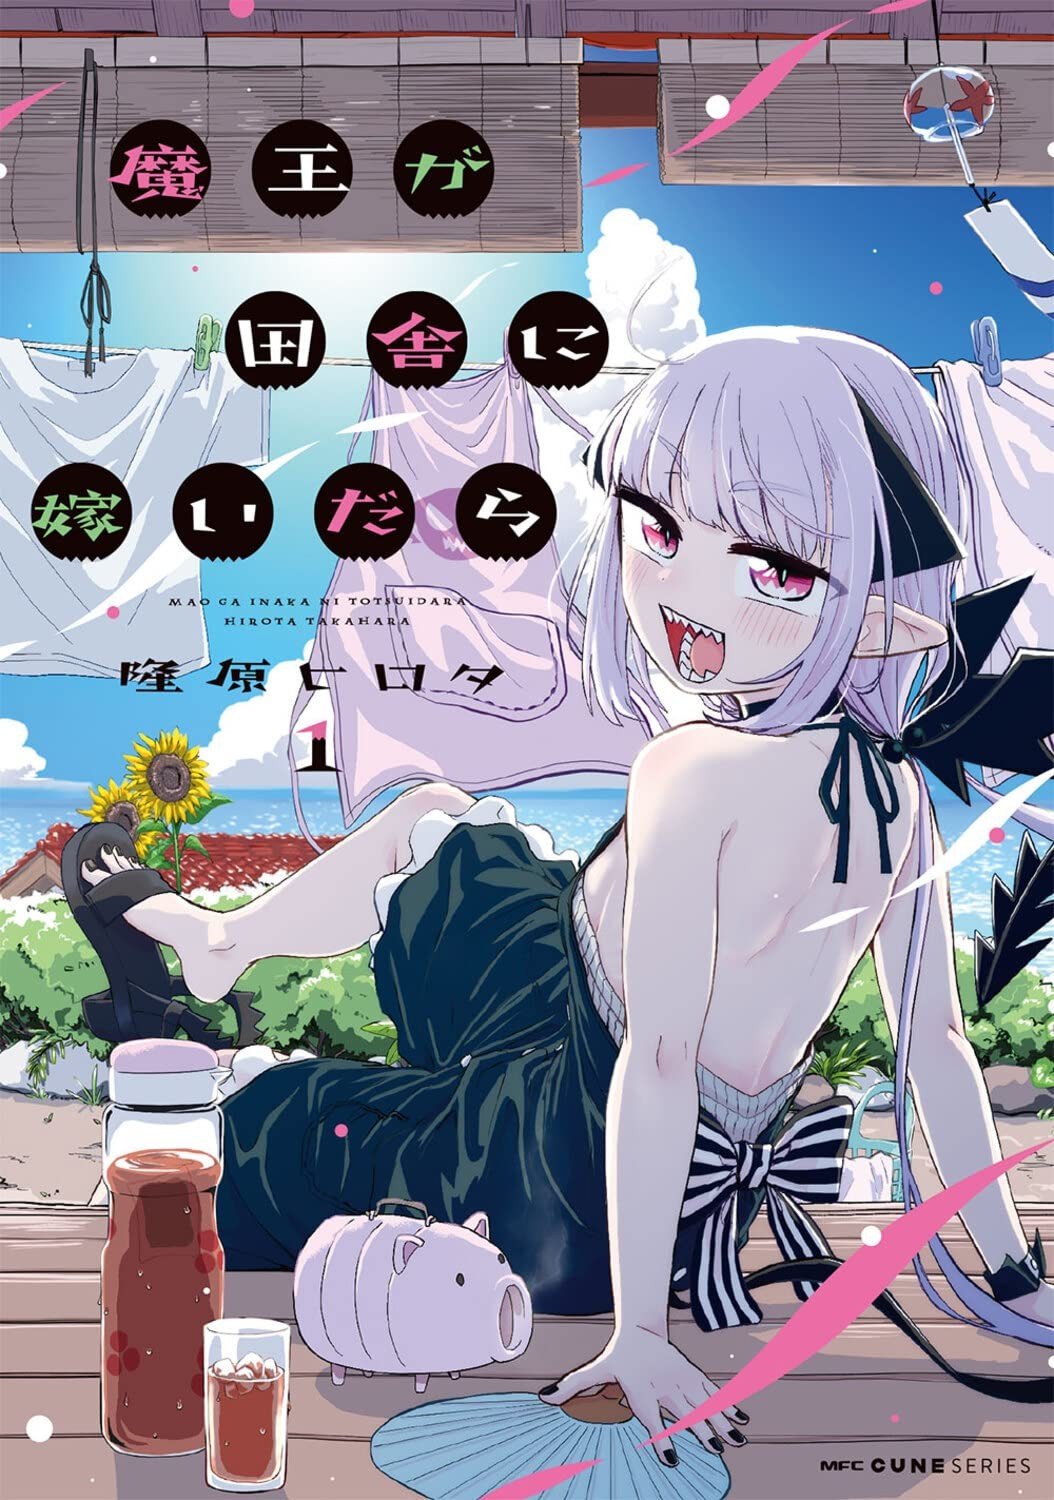 魔王が
田舎に
嫁いだら
MAO GA INAKA NI TOTSUIDARA
HIROTA TAKAHARA
隆原ヒロタ
1
MFC CUNE SERIES